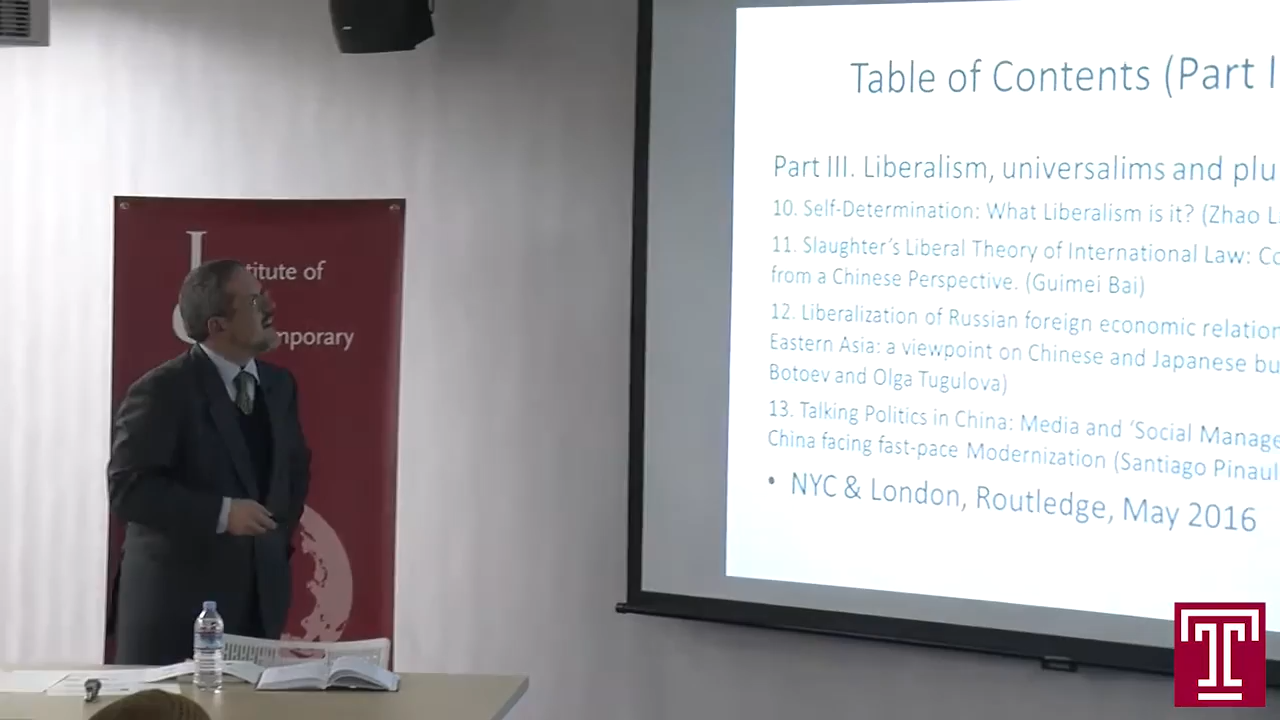 Table of Contents (Part I
Part III. Liberalism, universalims and plu
10. Self-Determination: What Liberalism is it? (Zhao L
11. Slaughter's Liberal Theory of International Law: Co
from a Chinese Perspective. (Guimei Bai)
12. Liberalization of Russian foreign economic relation
Eastern Asia: a viewpoint on Chinese and Japanese bu
Botoev and Olga Tugulova)
13. Talking Politics in China: Media and ‘Social Manage
China facing fast-pace Modernization (Santiago Pinaul
• NYC & London, Routledge, May 2016
I
titute of
mporary
T